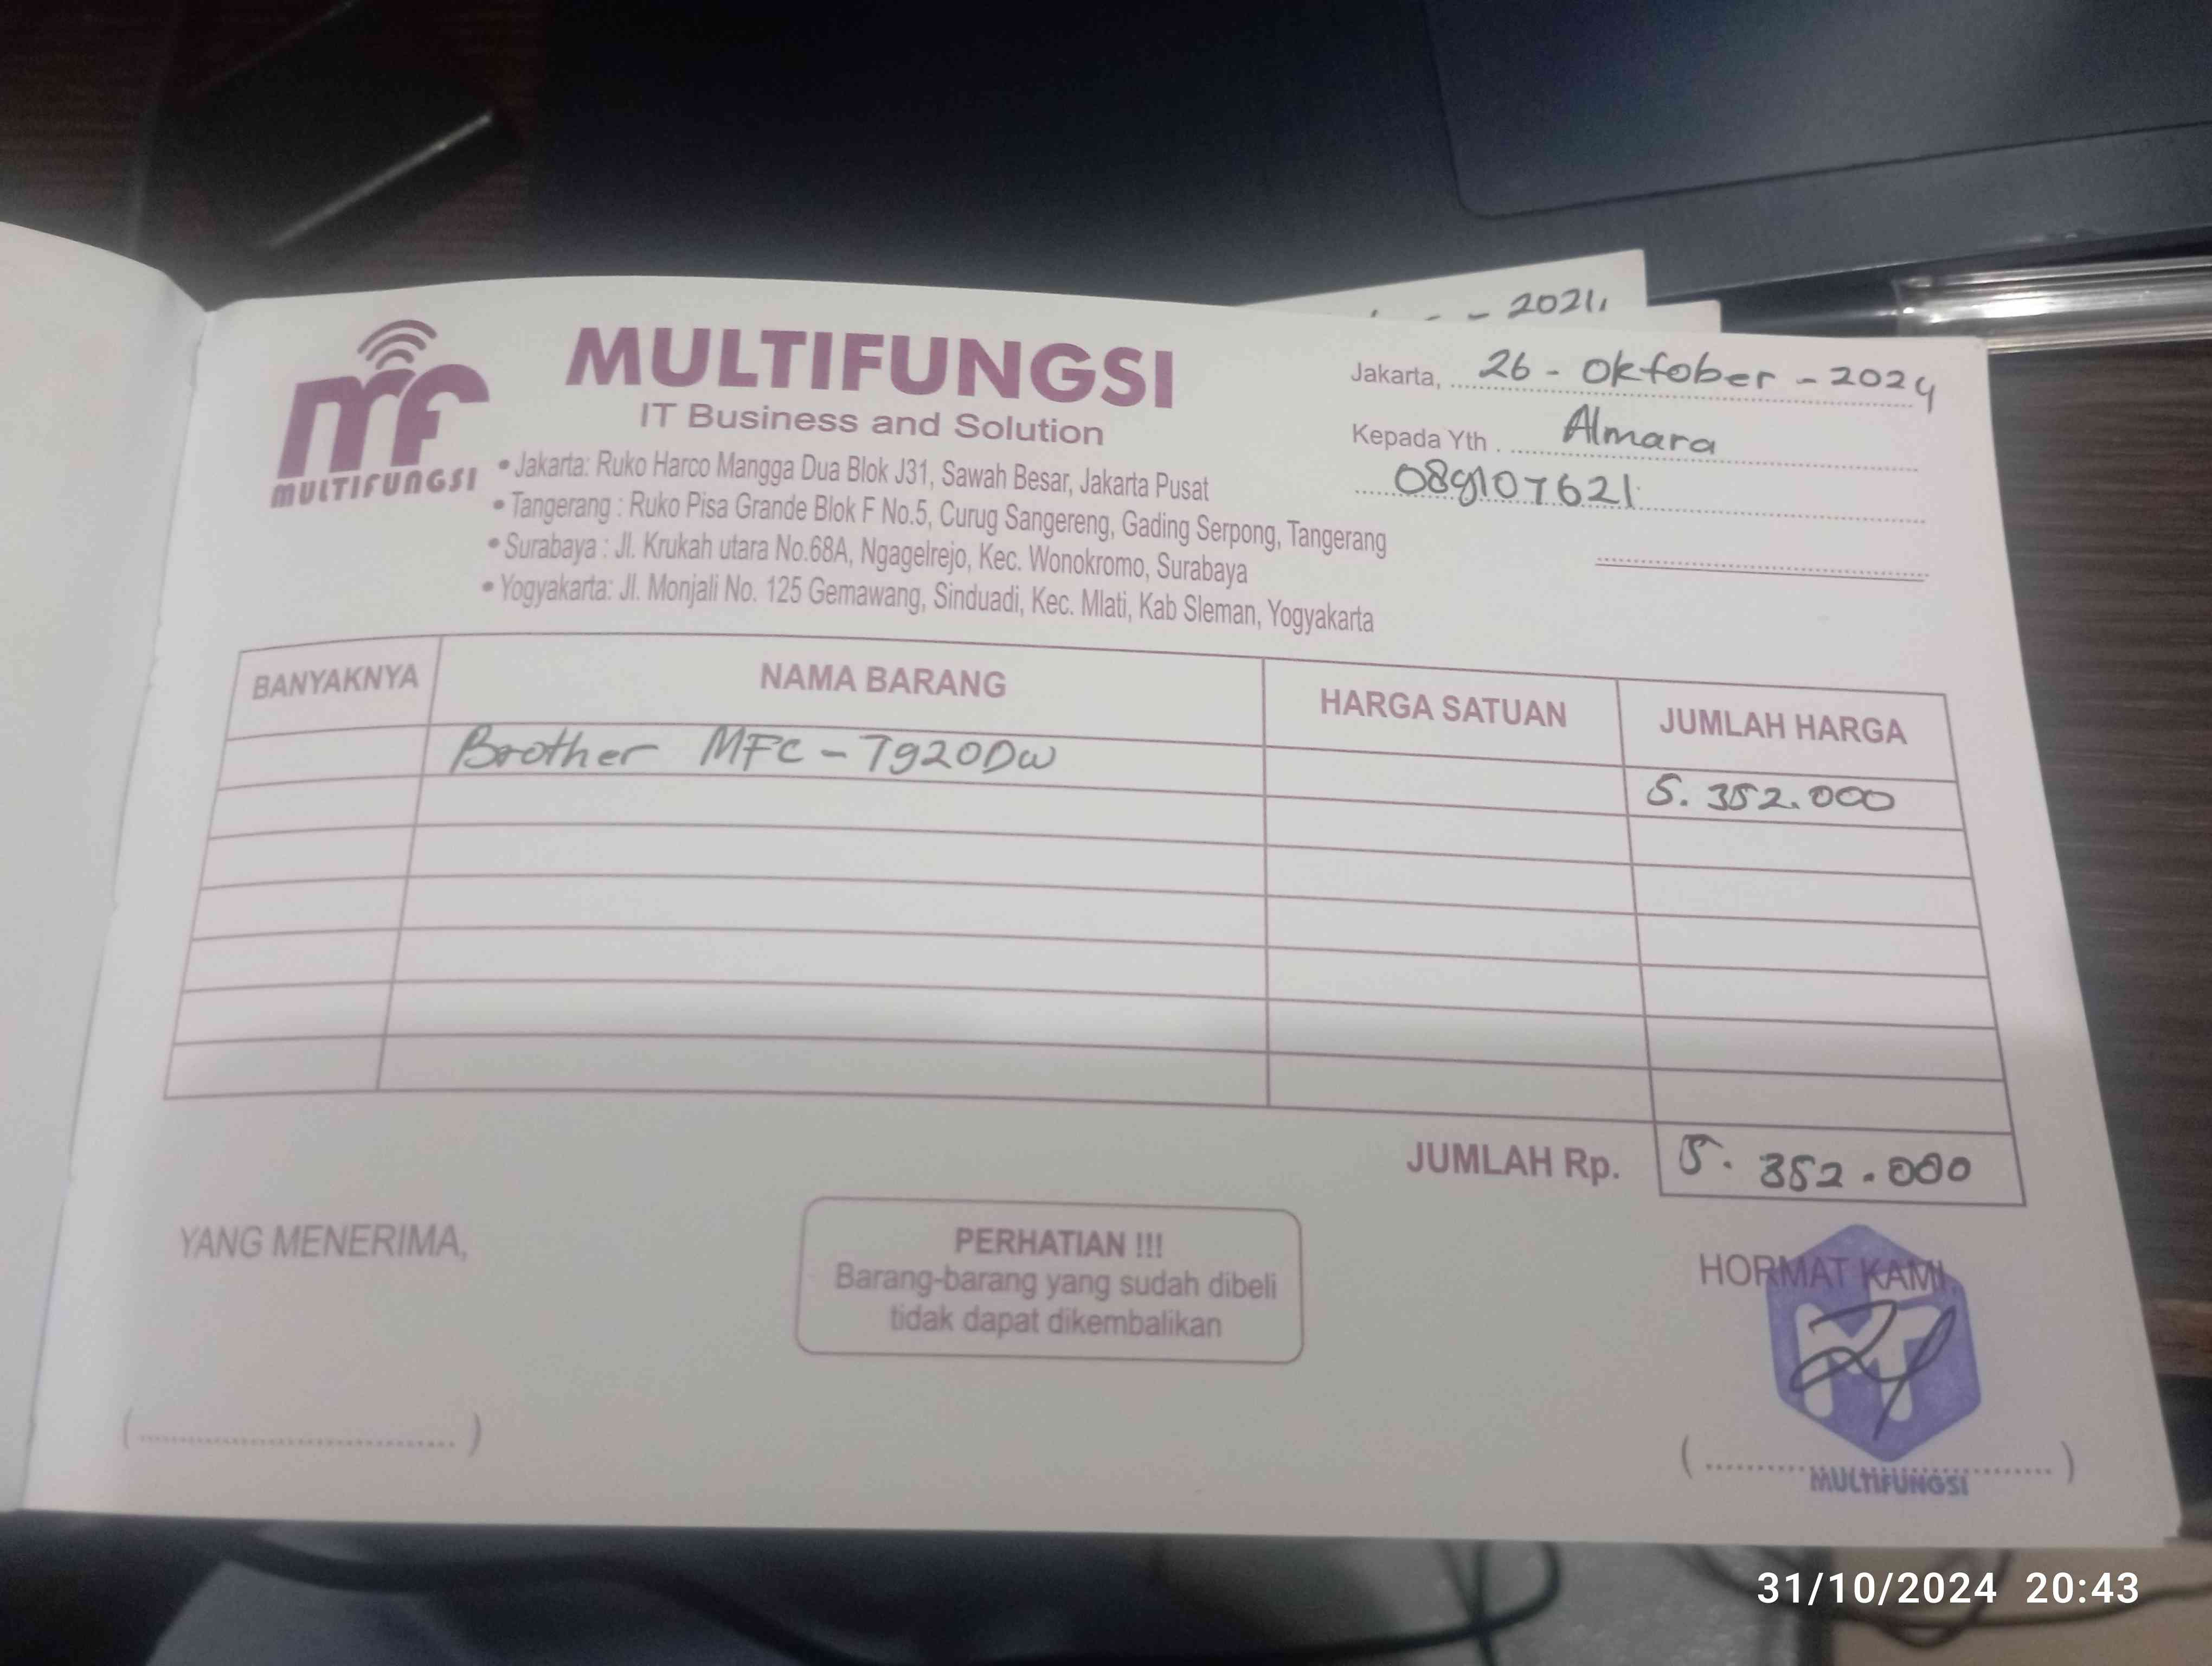 - - 2021,
MULTIFUNGSI
MULTIFUNGSI
IT Business and Solution
• Jakarta: Ruko Harco Mangga Dua Blok J31, Sawah Besar, Jakarta Pusat
• Tangerang : Ruko Pisa Grande Blok F No.5, Curug Sangereng, Gading Serpong, Tangerang
• Surabaya : Jl. Krukah utara No.68A, Ngagelrejo, Kec. Wonokromo, Surabaya
• Yogyakarta: Jl. Monjali No. 125 Gemawang, Sinduadi, Kec. Mlati, Kab Sleman, Yogyakarta
Jakarta, 26 - Oktober - 2024
Kepada Yth . Almara
089107621
BANYAKNYA NAMA BARANG HARGA SATUAN JUMLAH HARGA
Brother MFC - T920DW 5. 352.000
JUMLAH Rp. 5. 352.000
YANG MENERIMA,
PERHATIAN !!!
Barang-barang yang sudah dibeli
tidak dapat dikembalikan
HORMAT KAMI,
(..............................)
(..............................)
MULTIFUNGSI
31/10/2024 20:43